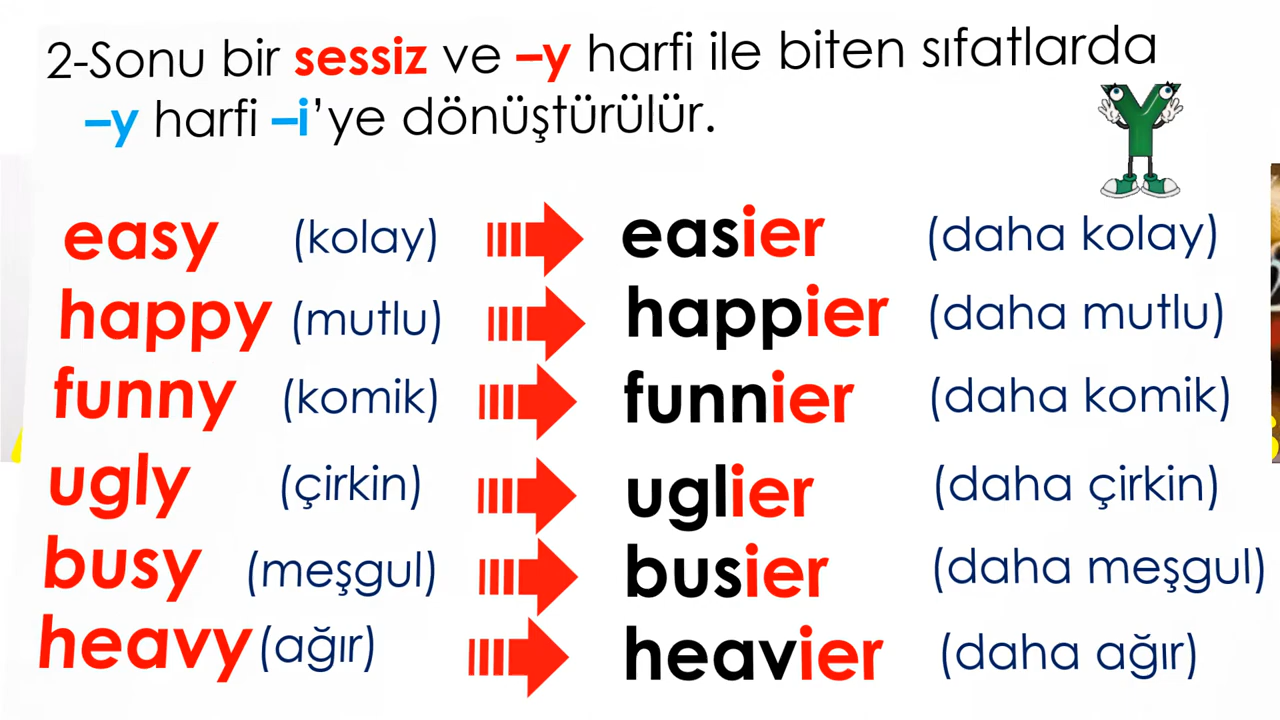 2-Sonu bir sessiz ve –y harfi ile biten sıfatlarda
–y harfi –i’ye dönüştürülür.
easy (kolay) easier (daha kolay)
happy (mutlu) happier (daha mutlu)
funny (komik) funnier (daha komik)
ugly (çirkin) uglier (daha çirkin)
busy (meşgul) busier (daha meşgul)
heavy (ağır) heavier (daha ağır)